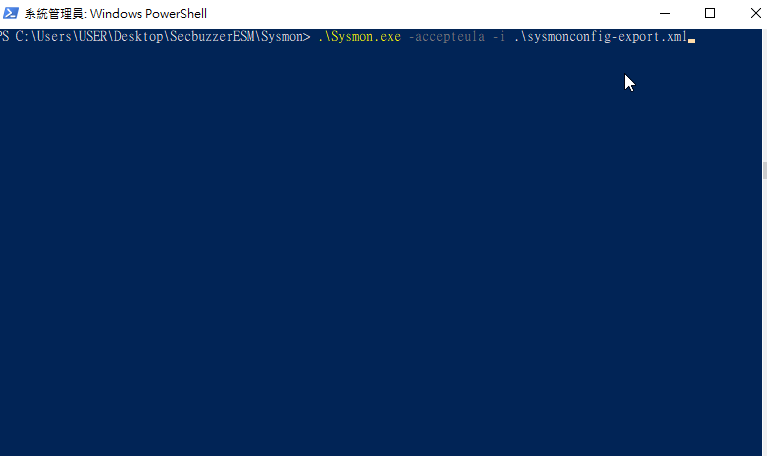 系統管理員: Windows PowerShell
PS C:\Users\USER\Desktop\SecbuzzerESM\Sysmon> .\Sysmon.exe -accepteula -i .\sysmonconfig-export.xml